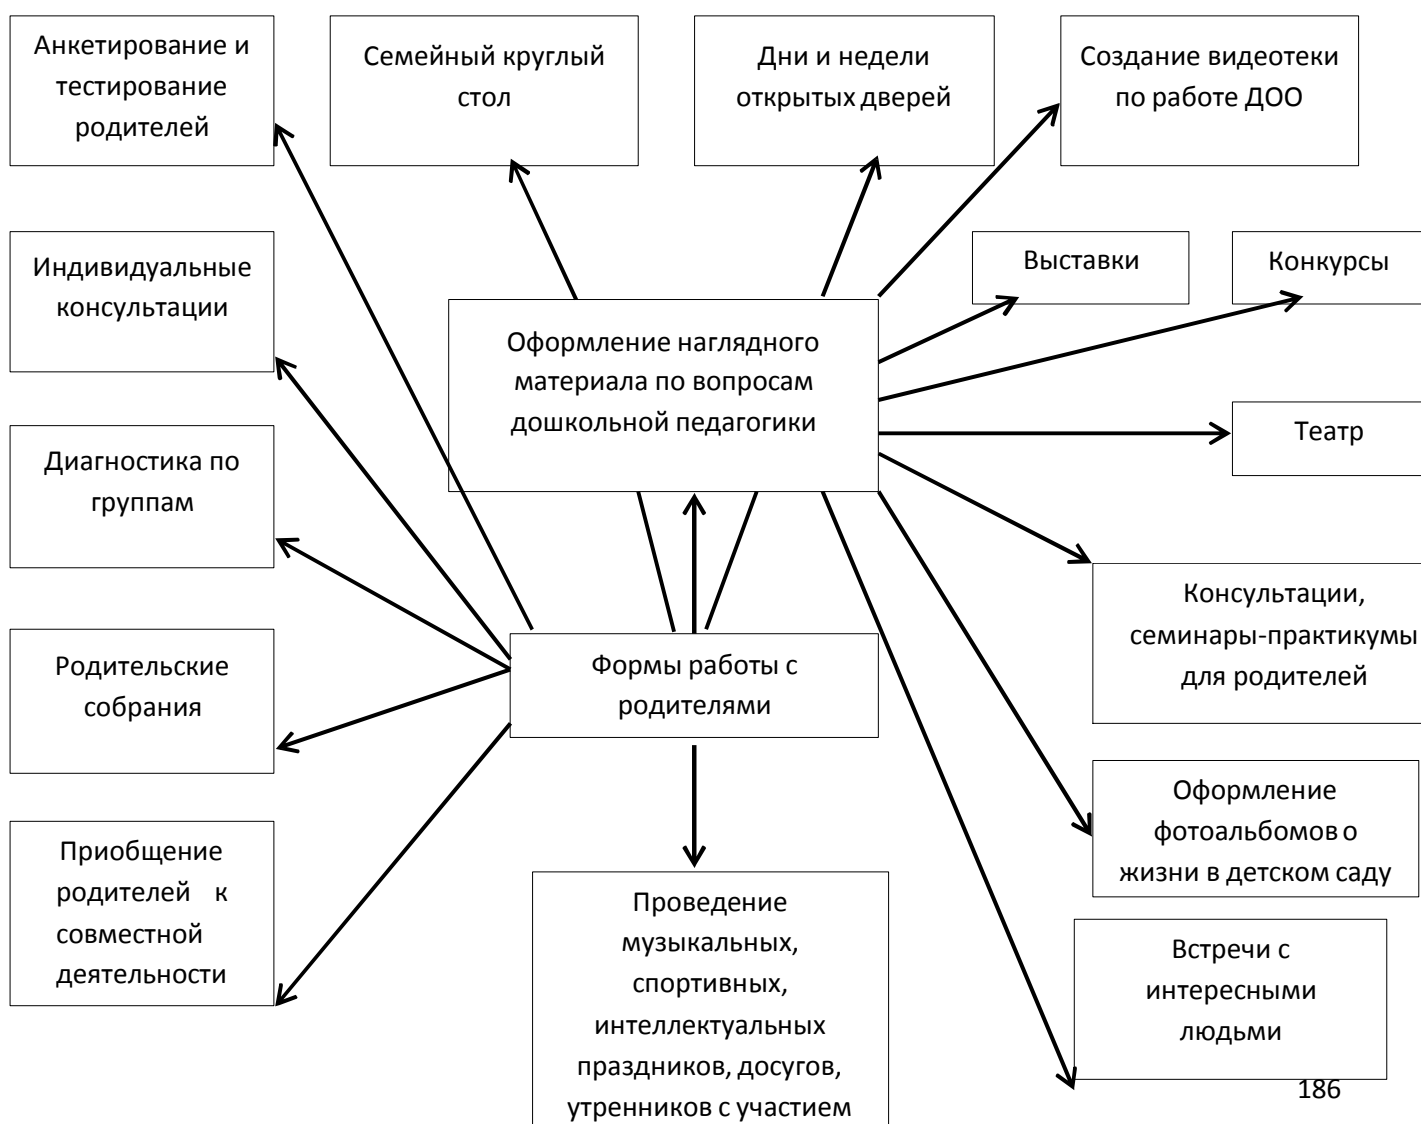 Анкетирование и
тестирование
родителей
Семейный круглый
стол
Дни и недели
открытых дверей
Создание видеотеки
по работе ДОО
Индивидуальные
консультации
Выставки
Конкурсы
Оформление наглядного
материала по вопросам
дошкольной педагогики
Театр
Диагностика по
группам
Консультации,
семинары-практикумы
для родителей
Родительские
собрания
Формы работы с
родителями
Оформление
фотоальбомов о
жизни в детском саду
Приобщение
родителей к
совместной
деятельности
Проведение
музыкальных,
спортивных,
интеллектуальных
праздников, досугов,
утренников с участием
Встречи с
интересными
людьми
186